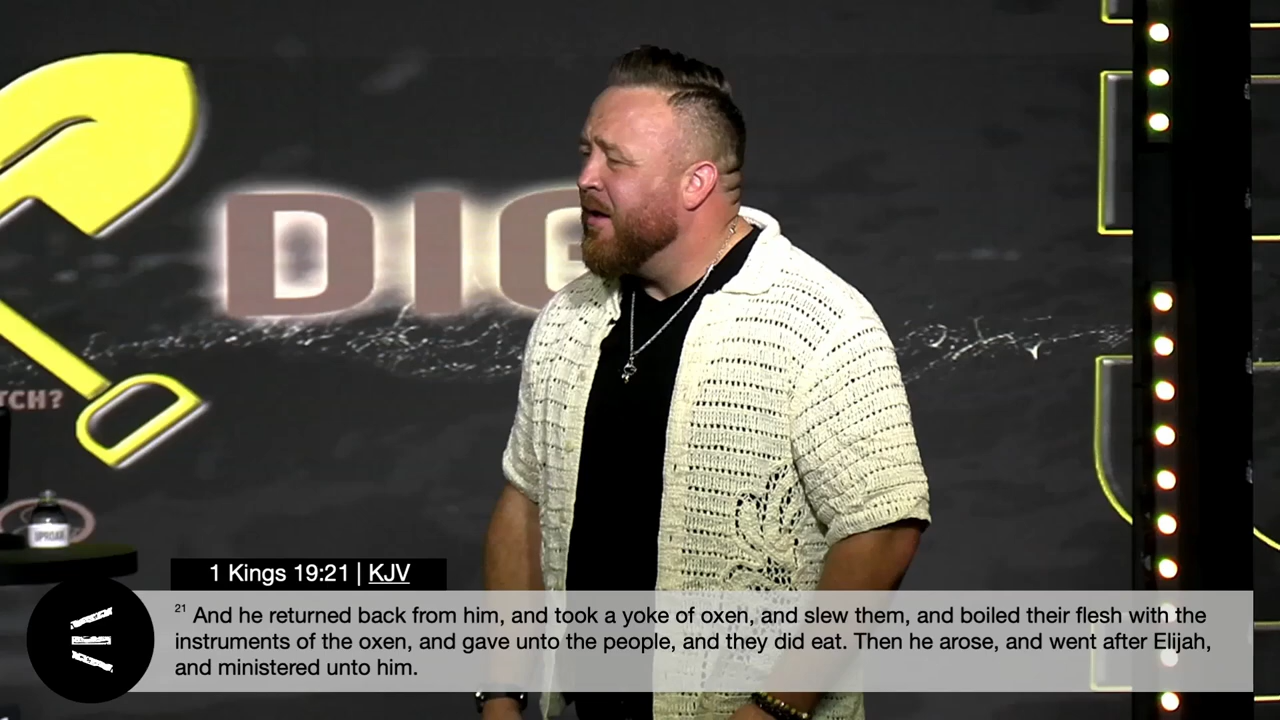 DIG
TCH?
UPROAR
1 Kings 19:21 | KJV
21 And he returned back from him, and took a yoke of oxen, and slew them, and boiled their flesh with the
instruments of the oxen, and gave unto the people, and they did eat. Then he arose, and went after Elijah,
and ministered unto him.